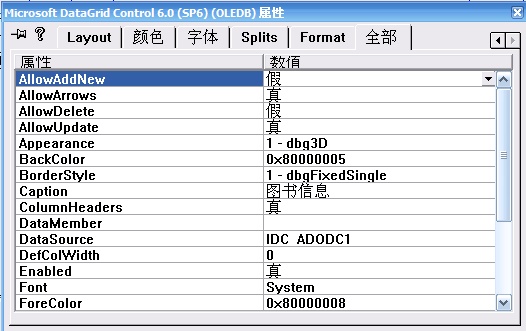 Microsoft DataGrid Control 6.0 (SP6) (OLEDB) 属性
Layout 颜色 字体 Splits Format 全部
属性 数值
AllowAddNew 假
AllowArrows 真
AllowDelete 假
AllowUpdate 真
Appearance 1 - dbg3D
BackColor 0x80000005
BorderStyle 1 - dbgFixedSingle
Caption 图书信息
ColumnHeaders 真
DataMember
DataSource IDC_ADODC1
DefColWidth 0
Enabled 真
Font System
ForeColor 0x80000008